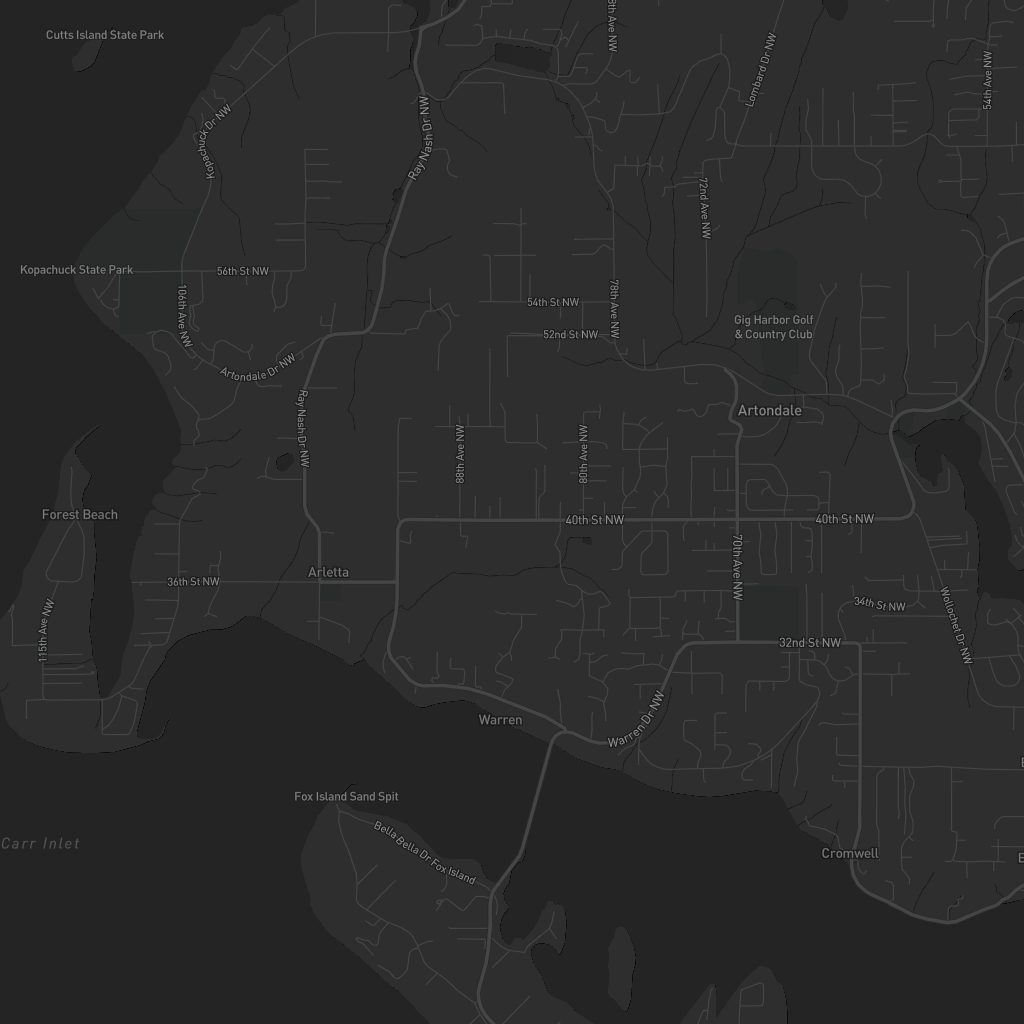 Cutts Island State Park
78th Ave NW
Lombard Dr NW
54th Ave NW
Kopachuck Dr NW
Kopachuck
Ray Nash Dr NW
72nd Ave NW
Kopachuck State Park
56th St NW
106th Ave NW
54th St NW
78th Ave NW
52nd St NW
Gig Harbor Golf
& Country Club
Artondale Dr NW
Ray Nash Dr NW
Artondale
88th Ave NW
80th Ave NW
Forest Beach
40th St NW
40th St NW
70th Ave NW
Arletta
36th St NW
34th St NW
Wollochet Dr NW
115th Ave NW
32nd St NW
Warren
Warren Dr NW
Fox Island Sand Spit
Carr Inlet
Bella Bella Dr Fox Island
Cromwell